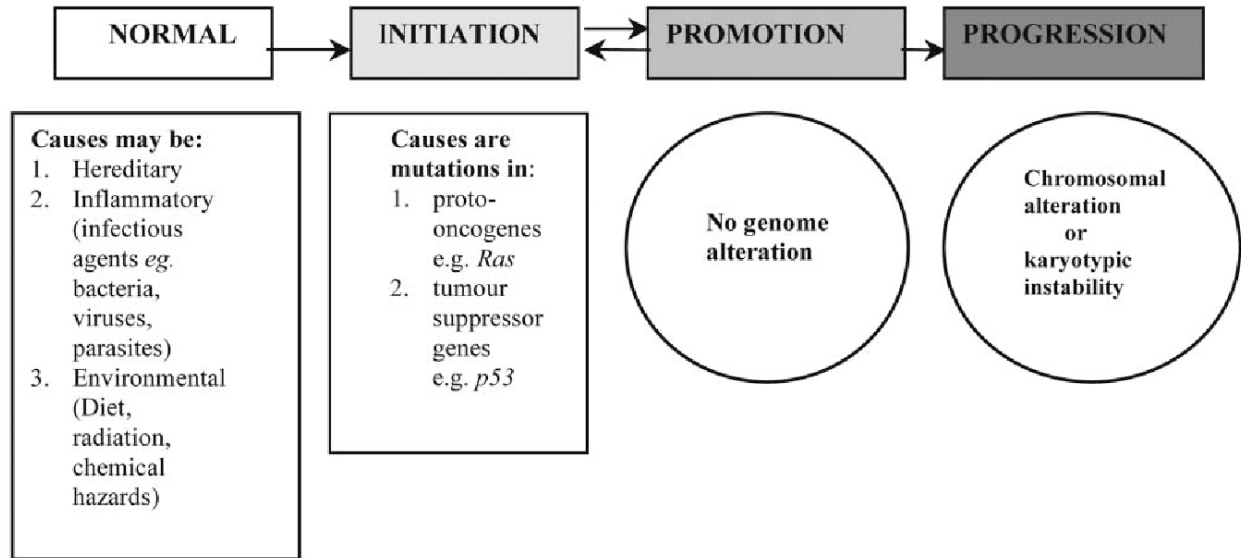 NORMAL
INITIATION
PROMOTION
PROGRESSION
Causes may be:
1. Hereditary
2. Inflammatory
(infectious
agents eg.
bacteria,
viruses,
parasites)
3. Environmental
(Diet,
radiation,
chemical
hazards)
Causes are
mutations in:
1. proto-
oncogenes
e.g. Ras
2. tumour
suppressor
genes
e.g. p53
No genome
alteration
Chromosomal
alteration
or
karyotypic
instability